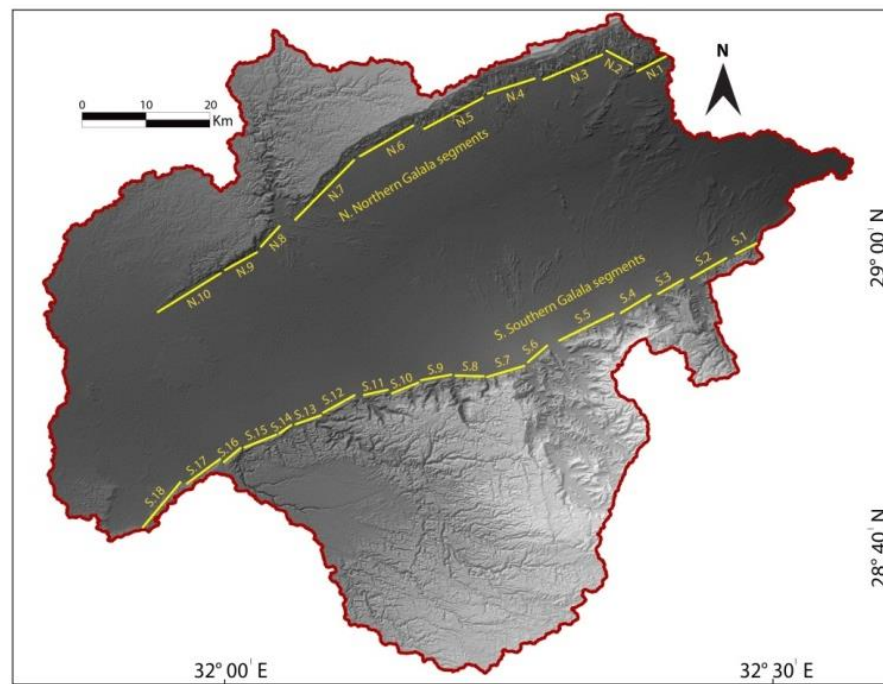 N
0 10 20
Km
N.1
N.2
N.3
N.4
N.5
N.6
N.7
N.8
N.9
N.10
N. Northern Galala segments
S. Southern Galala segments
S.1
S.2
S.3
S.4
S.5
S.6
S.7
S.8
S.9
S.10
S.11
S.12
S.13
S.14
S.15
S.16
S.17
S.18
29° 00' N
28° 40' N
32° 00' E
32° 30' E